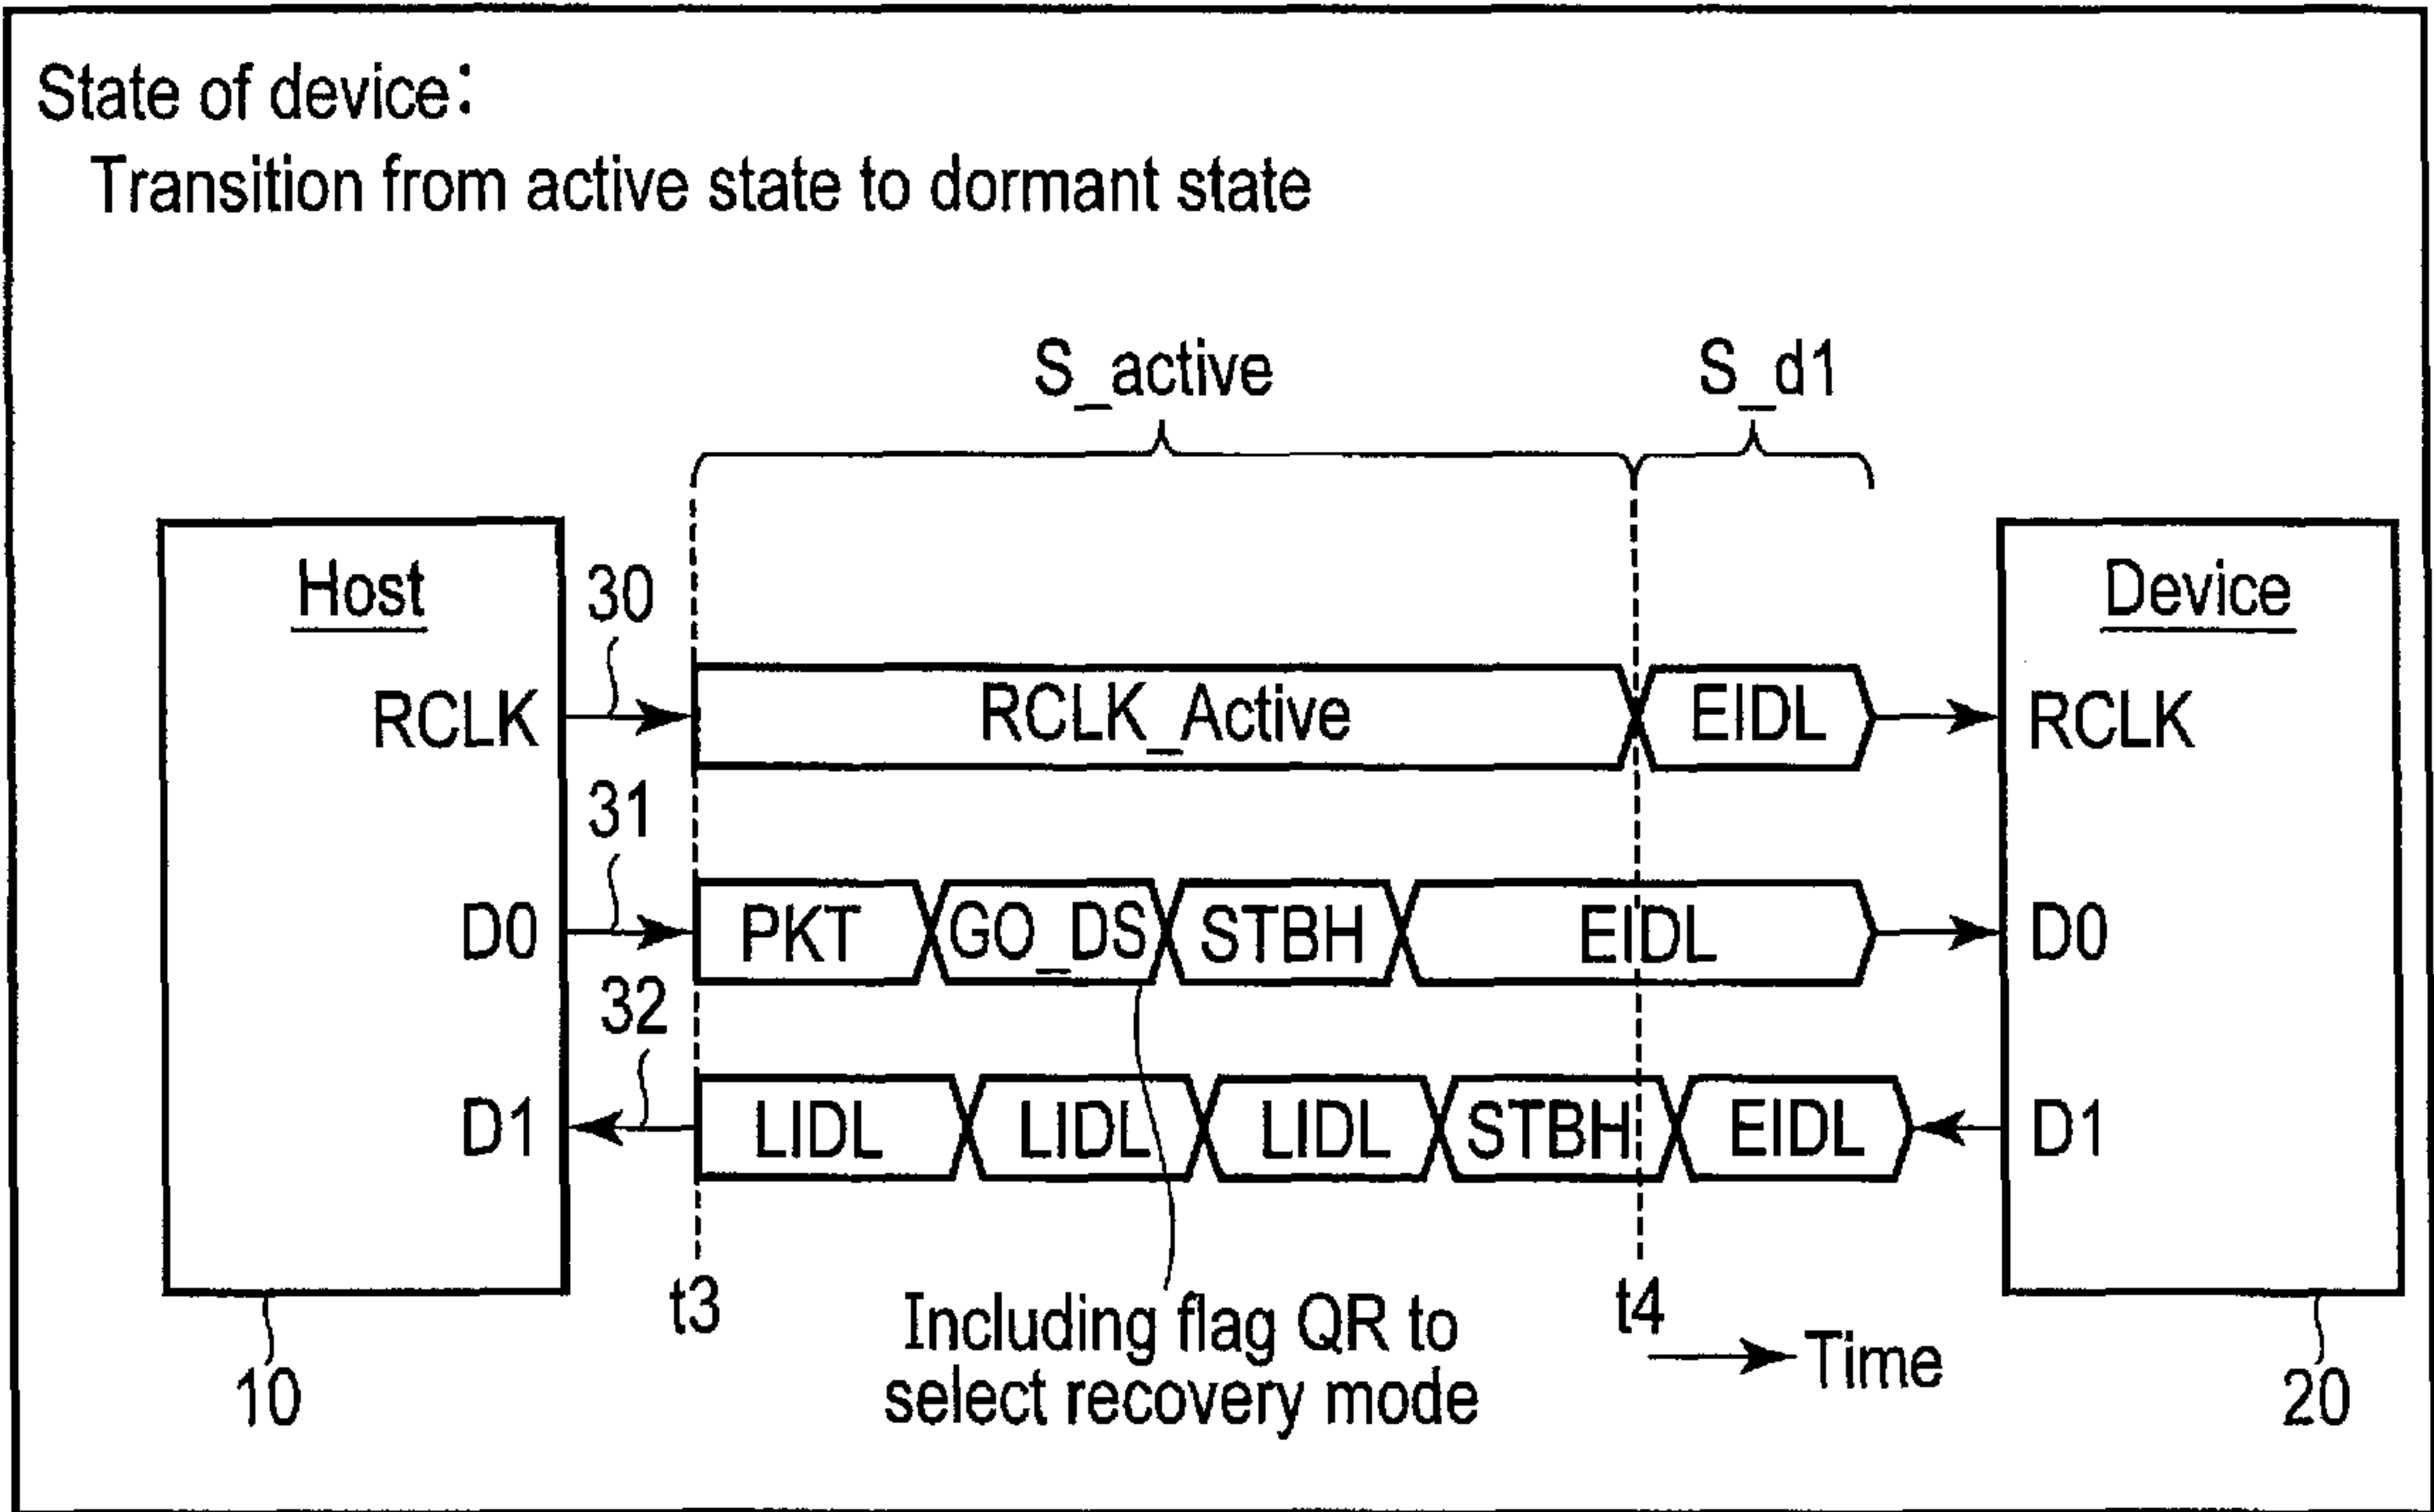 State of device:
Transition from active state to dormant state
S_active
S_d1
Host
Device
30
RCLK
RCLK_Active
EIDL
RCLK
31
D0
PKT
GO_DS
STBH
EIDL
D0
32
D1
LIDL
LIDL
LIDL
STBH
EIDL
D1
t3
t4
Including flag QR to
select recovery mode
Time
10
20